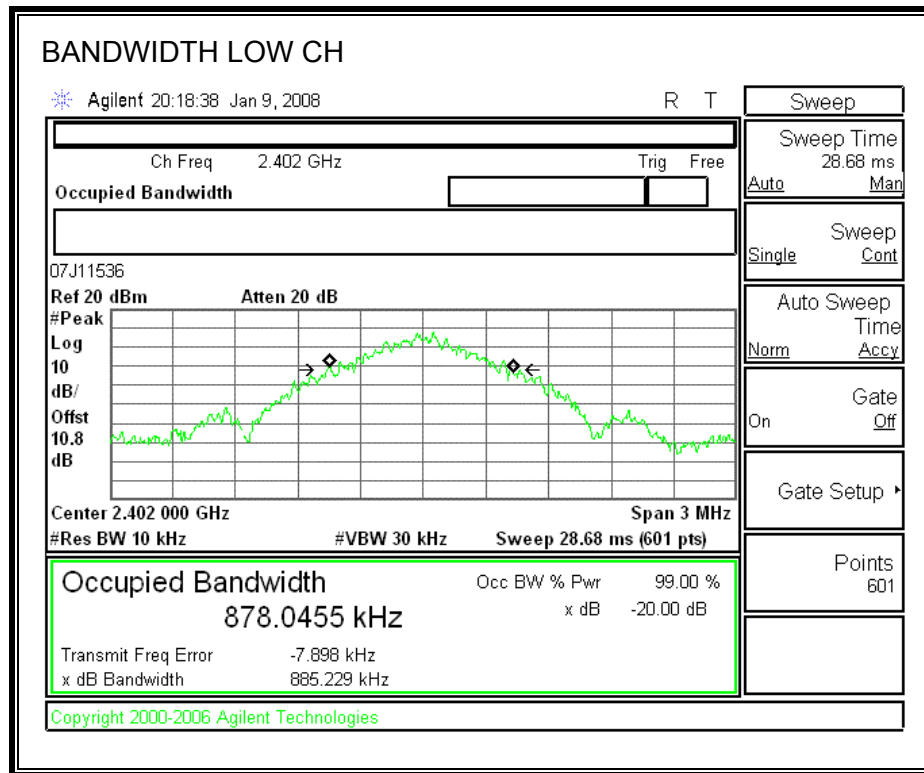 BANDWIDTH LOW CH
Agilent 20:18:38 Jan 9, 2008 R T
Sweep
Ch Freq 2.402 GHz Trig Free
Occupied Bandwidth
Sweep Time
28.68 ms
Auto Man
Sweep
Single Cont
07J11536
Ref 20 dBm Atten 20 dB
#Peak
Log
10
dB/
Offst
10.8
dB
Auto Sweep
Time
Norm Accy
Gate
On Off
Gate Setup
Center 2.402 000 GHz Span 3 MHz
#Res BW 10 kHz #VBW 30 kHz Sweep 28.68 ms (601 pts)
Points
601
Occupied Bandwidth Occ BW % Pwr 99.00 %
878.0455 kHz x dB -20.00 dB
Transmit Freq Error -7.898 kHz
x dB Bandwidth 885.229 kHz
Copyright 2000-2006 Agilent Technologies